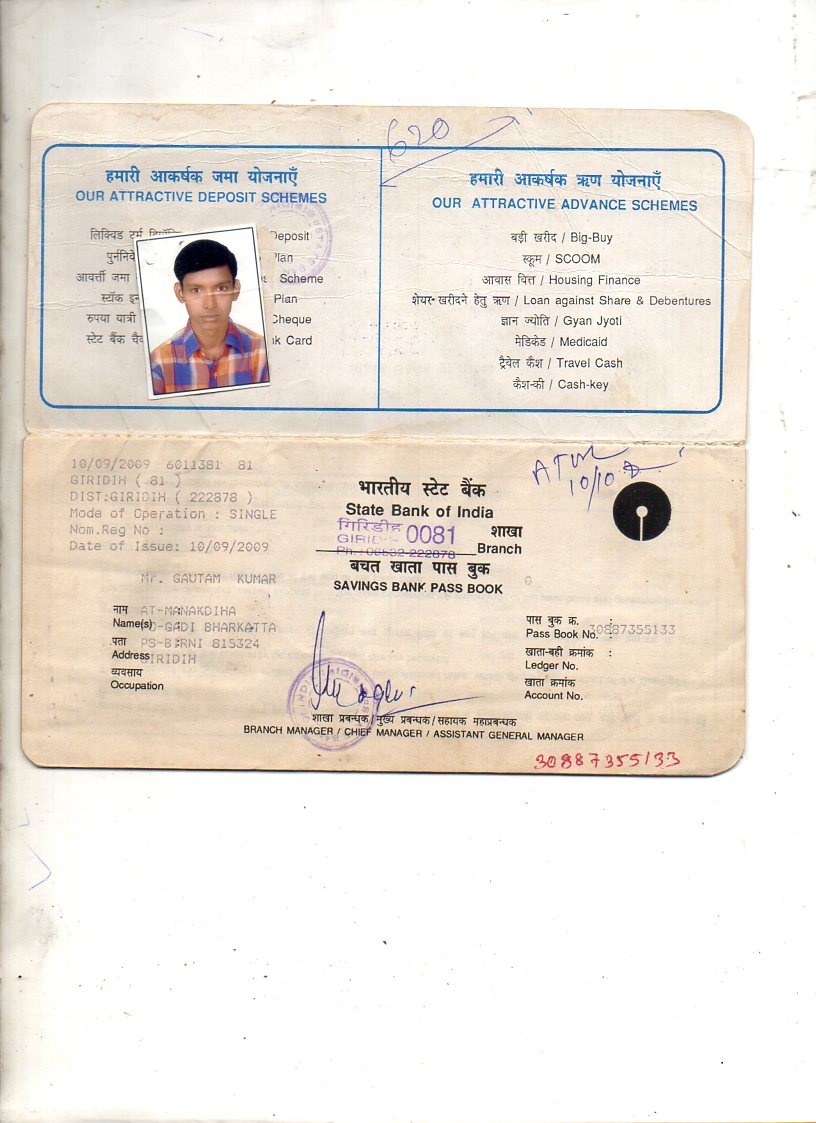 620
हमारी आकर्षक जमा योजनाएँ
OUR ATTRACTIVE DEPOSIT SCHEMES
लिक्विड टर्म Deposit
Plan
आवर्त्ती जमा Scheme
स्टॉक Plan
रुपया यात्री Cheque
स्टेट बैंक Card
हमारी आकर्षक ऋण योजनाएँ
OUR ATTRACTIVE ADVANCE SCHEMES
बड़ी खरीद / Big-Buy
स्कूम / SCOOM
आवास वित्त / Housing Finance
शेयर खरीदने हेतु ऋण / Loan against Share & Debentures
ज्ञान ज्योति / Gyan Jyoti
मेडिकेड / Medicaid
ट्रैवेल कैश / Travel Cash
कैश-की / Cash-key
10/09/2009 6011381 81
GIRIDIH ( 81 )
DIST:GIRIDIH ( 222878 )
Mode of Operation : SINGLE
Nom.Reg No :
Date of Issue: 10/09/2009
Mr. GAUTAM KUMAR
नाम AT-MANAKDIHA
Name(s) : PO-GADI BHARKATTA
पता PS-BIRNI 815324
Address GIRIDIH
व्यवसाय
Occupation
भारतीय स्टेट बैंक
State Bank of India
गिरिडीह 0081 शाखा
Branch
Ph.: 06532-222878
बचत खाता पास बुक
SAVINGS BANK PASS BOOK
0
ATM
10/10
पास बुक क्र. :
Pass Book No. 30887355133
खाता-बही क्रमांक :
Ledger No.
खाता क्रमांक
Account No.
शाखा प्रबन्धक/मुख्य प्रबन्धक/सहायक महाप्रबन्धक
BRANCH MANAGER / CHIEF MANAGER / ASSISTANT GENERAL MANAGER
30887355133